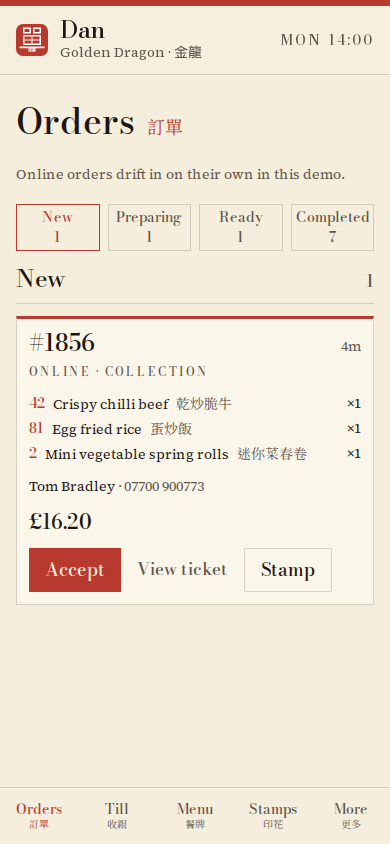 Dan
Golden Dragon · 金龍
MON 14:00
Orders 訂單
Online orders drift in on their own in this demo.
New
1
Preparing
1
Ready
1
Completed
7
New 1
#1856 4m
ONLINE · COLLECTION
42 Crispy chilli beef 乾炒脆牛 ×1
81 Egg fried rice 蛋炒飯 ×1
2 Mini vegetable spring rolls 迷你菜春卷 ×1
Tom Bradley · 07700 900773
£16.20
Accept View ticket Stamp
Orders
訂單
Till
收銀
Menu
餐牌
Stamps
印花
More
更多